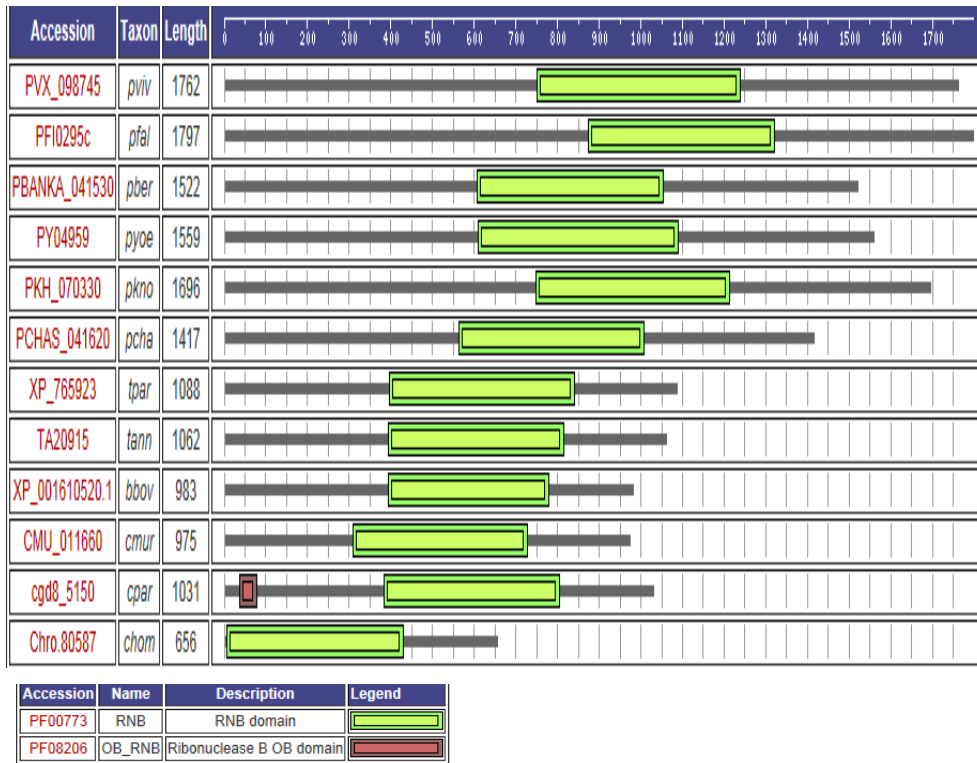 Accession Taxon Length 0 100 200 300 400 500 600 700 800 900 1000 1100 1200 1300 1400 1500 1600 1700
PVX_098745 pviv 1762
PFI0295c pfal 1797
PBANKA_041530 pber 1522
PY04959 pyoe 1559
PKH_070330 pkno 1696
PCHAS_041620 pcha 1417
XP_765923 tpar 1088
TA20915 tann 1062
XP_001610520.1 bbov 983
CMU_011660 cmur 975
cgd8_5150 cpar 1031
Chro.80587 chom 656
Accession Name Description Legend
PF00773 RNB RNB domain
PF08206 OB_RNB Ribonuclease B OB domain